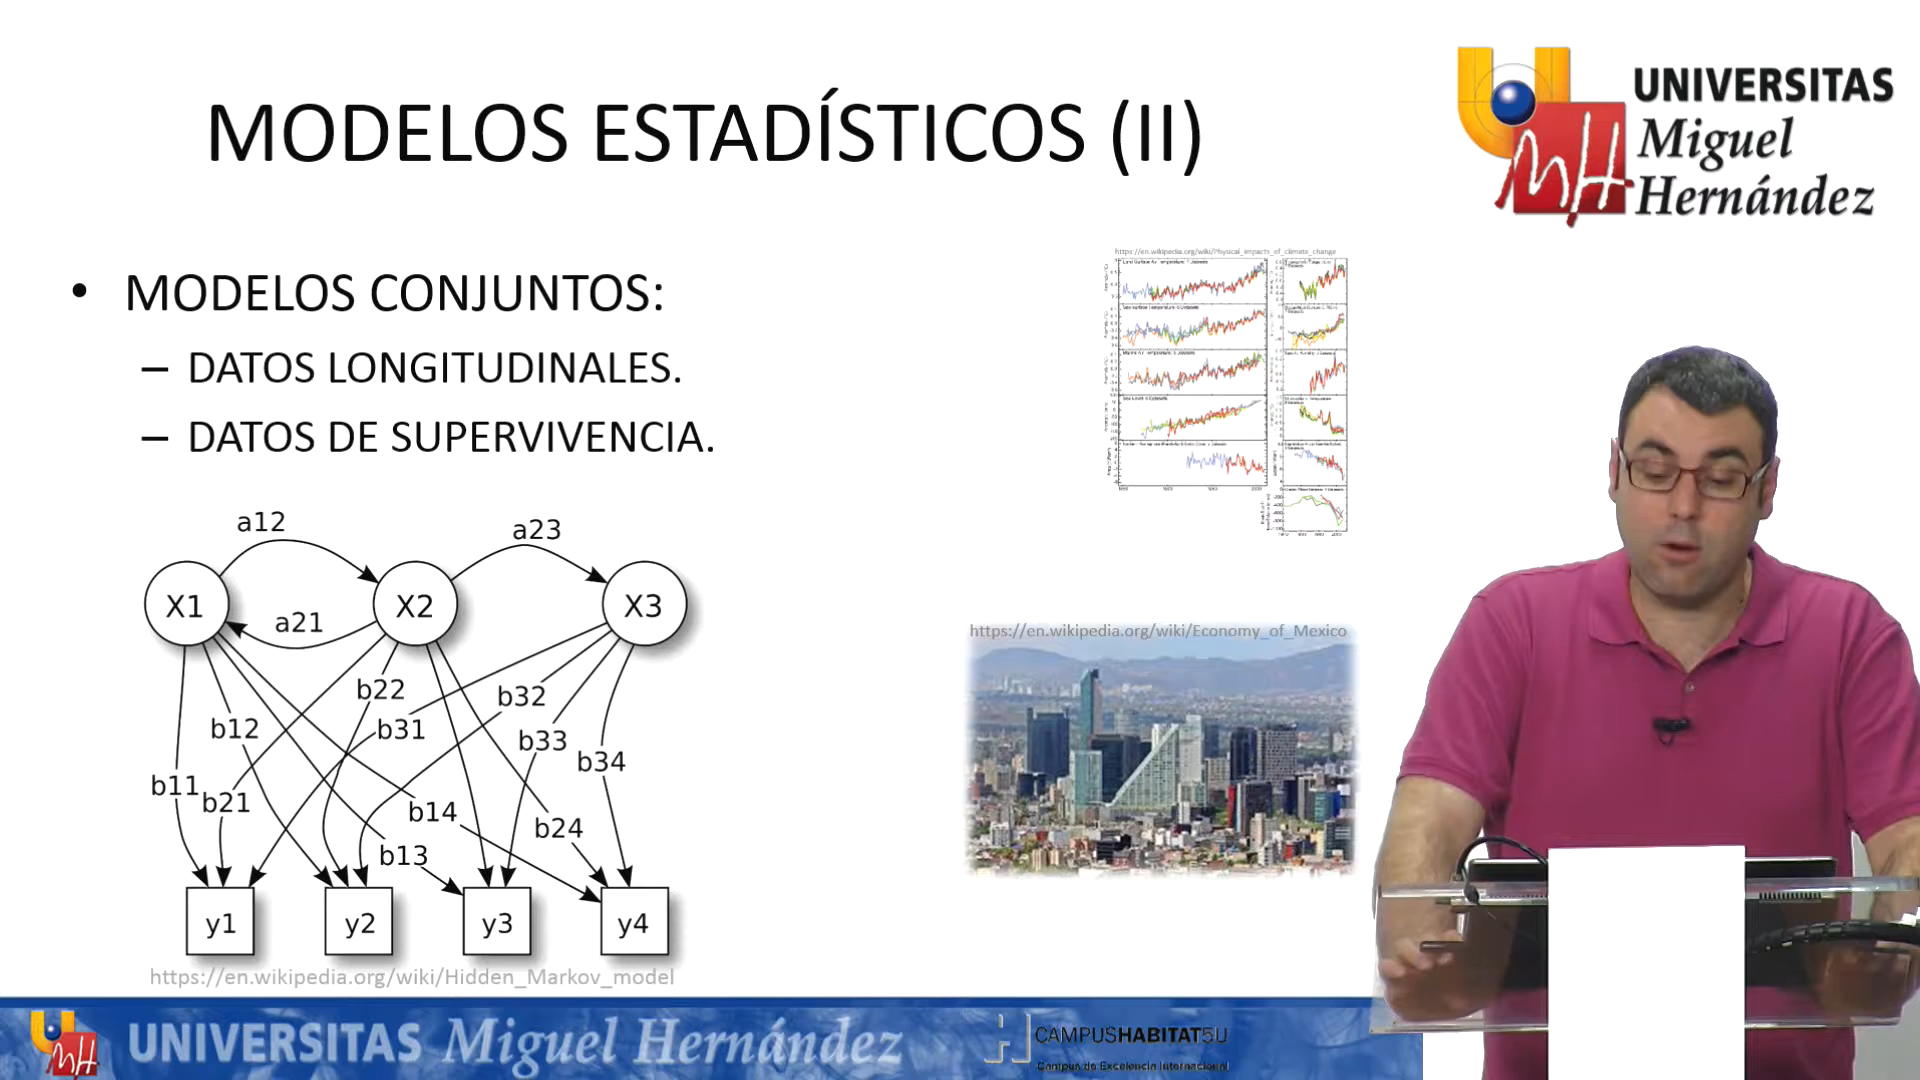 MODELOS ESTADÍSTICOS (II)
UNIVERSITAS
Miguel
Hernández
• MODELOS CONJUNTOS:
– DATOS LONGITUDINALES.
– DATOS DE SUPERVIVENCIA.
https://en.wikipedia.org/wiki/Physical_impacts_of_climate_change
a12
a23
X1
X2
X3
a21
b22
b32
b12
b31
b33
b34
b11
b21
b14
b24
b13
y1
y2
y3
y4
https://en.wikipedia.org/wiki/Hidden_Markov_model
https://en.wikipedia.org/wiki/Economy_of_Mexico
UNIVERSITAS Miguel Hernández
CAMPUSHABITAT5U
Campus de Excelencia Internacional